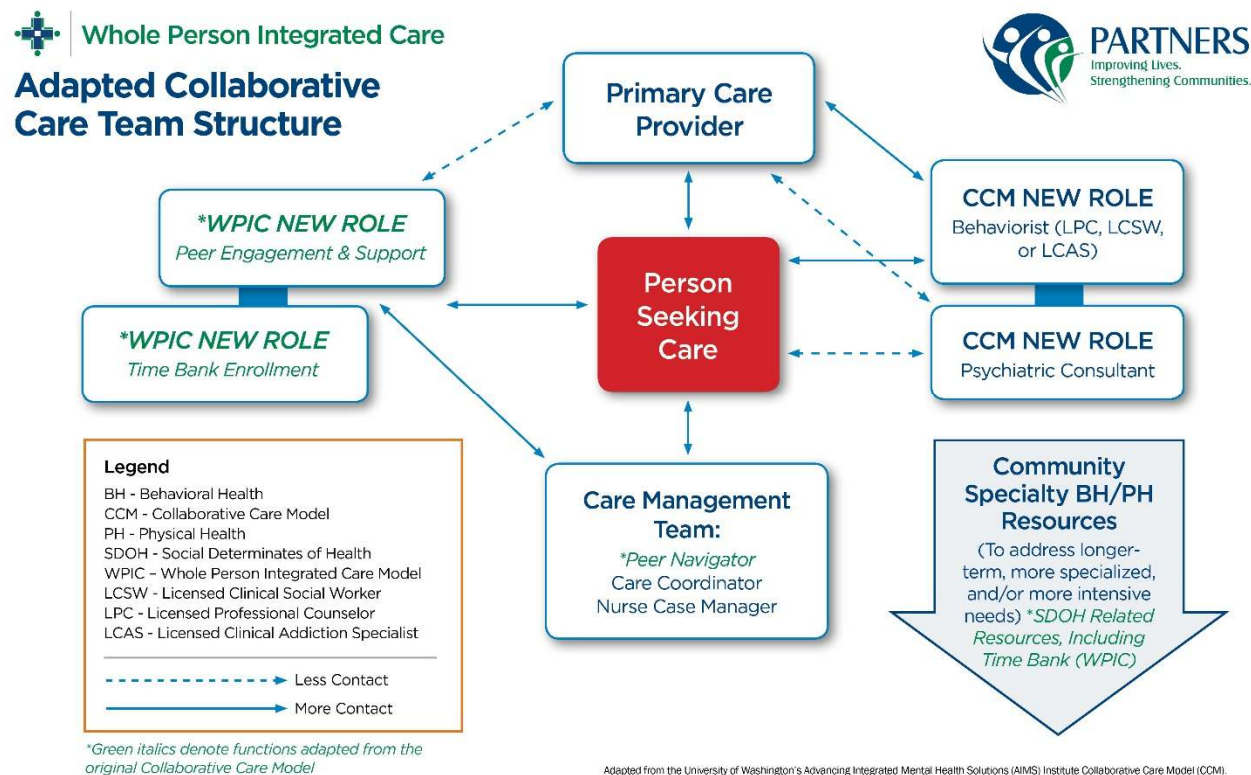 Whole Person Integrated Care
Adapted Collaborative
Care Team Structure
PARTNERS
Improving Lives.
Strengthening Communities.
Primary Care
Provider
*WPIC NEW ROLE
Peer Engagement & Support
*WPIC NEW ROLE
Time Bank Enrollment
Person
Seeking
Care
CCM NEW ROLE
Behaviorist (LPC, LCSW,
or LCAS)
CCM NEW ROLE
Psychiatric Consultant
Legend
BH - Behavioral Health
CCM - Collaborative Care Model
PH - Physical Health
SDOH - Social Determinates of Health
WPIC – Whole Person Integrated Care Model
LCSW - Licensed Clinical Social Worker
LPC - Licensed Professional Counselor
LCAS - Licensed Clinical Addiction Specialist
Less Contact
More Contact
*Green italics denote functions adapted from the
original Collaborative Care Model
Care Management
Team:
*Peer Navigator
Care Coordinator
Nurse Case Manager
Community
Specialty BH/PH
Resources
(To address longer-
term, more specialized,
and/or more intensive
needs) *SDOH Related
Resources, Including
Time Bank (WPIC)
Adapted from the University of Washington's Advancing Integrated Mental Health Solutions (AIMS) Institute Collaborative Care Model (CCM).